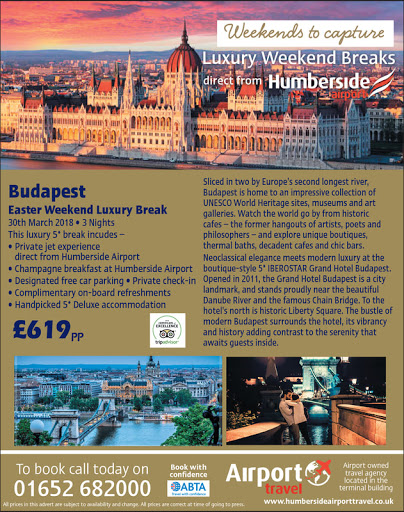 Weekends to capture
Luxury Weekend Breaks
direct from Humberside
airport
Budapest
Easter Weekend Luxury Break
30th March 2018 • 3 Nights
This luxury 5* break incudes –
• Private jet experience
direct from Humberside Airport
• Champagne breakfast at Humberside Airport
• Designated free car parking • Private check-in
• Complimentary on-board refreshments
• Handpicked 5* Deluxe accommodation
£619PP
EXCELLENCE
tripadvisor
Sliced in two by Europe's second longest river,
Budapest is home to an impressive collection of
UNESCO World Heritage sites, museums and art
galleries. Watch the world go by from historic
cafes – the former hangouts of artists, poets and
philosophers – and explore unique boutiques,
thermal baths, decadent cafes and chic bars.
Neoclassical elegance meets modern luxury at the
boutique-style 5* IBEROSTAR Grand Hotel Budapest.
Opened in 2011, the Grand Hotel Budapest is a city
landmark, and stands proudly near the beautiful
Danube River and the famous Chain Bridge. To the
hotel's north is historic Liberty Square. The bustle of
modern Budapest surrounds the hotel, its vibrancy
and history adding contrast to the serenity that
awaits guests inside.
To book call today on
01652 682000
Book with
confidence
ABTA
Travel with confidence
Airport
travel
Airport owned
travel agency
located in the
terminal building
www.humbersideairporttravel.co.uk
All prices in this advert are subject to availability and change. All prices are correct at time of going to press.